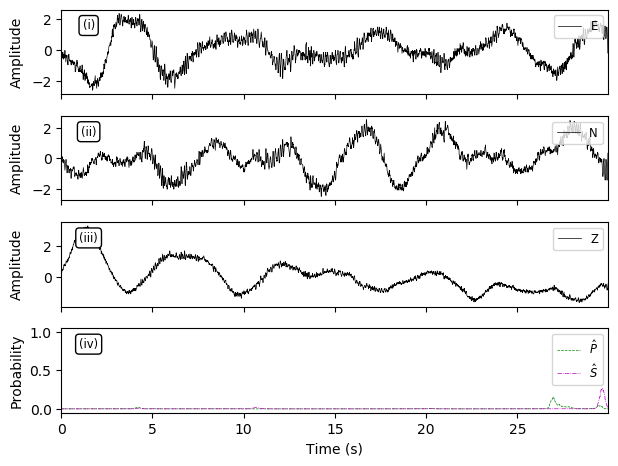 (i)
E
Amplitude
2
0
−2
(ii)
N
Amplitude
2
0
−2
(iii)
Z
Amplitude
2
0
(iv)
P̂
Ŝ
Probability
1.0
0.5
0.0
0 5 10 15 20 25
Time (s)